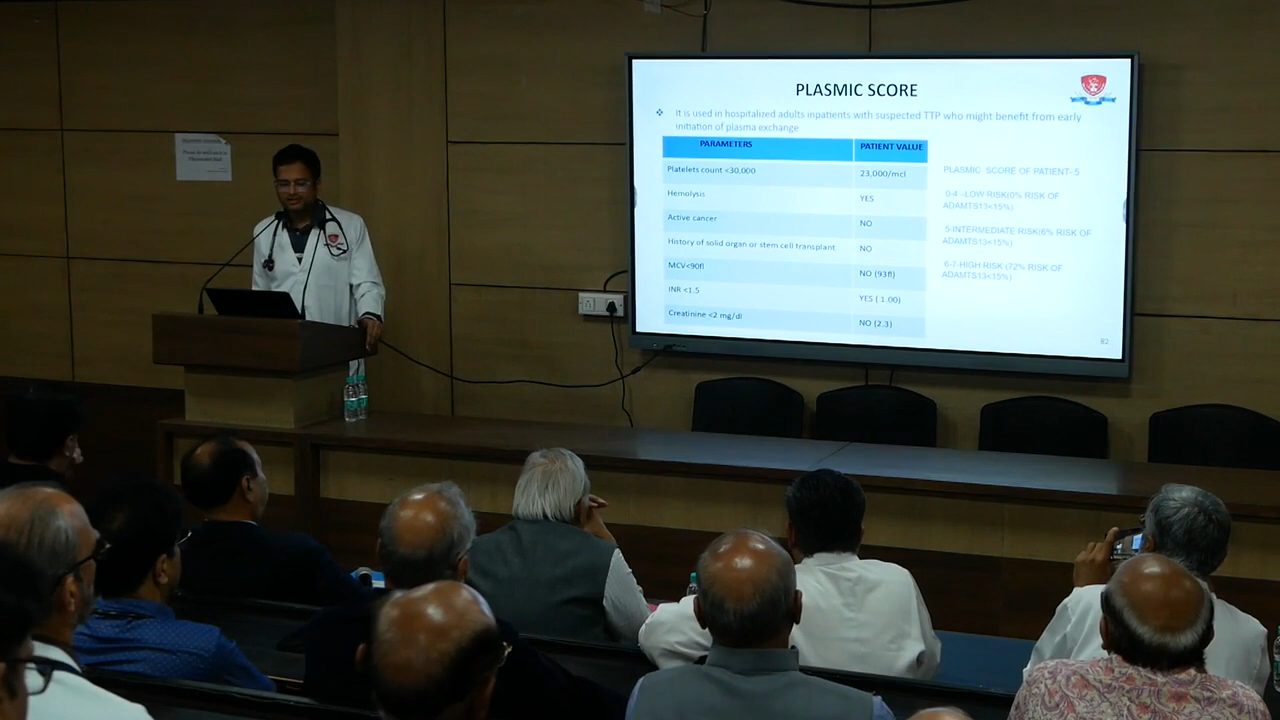 PLASMIC SCORE
It is used in hospitalized adults inpatients with suspected TTP who might benefit from early
initiation of plasma exchange
PARAMETERS PATIENT VALUE
Platelets count <30,000 23,000/mcl
Hemolysis YES
Active cancer NO
History of solid organ or stem cell transplant NO
MCV<90fl NO (93fl)
INR <1.5 YES ( 1.00)
Creatinine <2 mg/dl NO (2.3)
PLASMIC SCORE OF PATIENT- 5
0-4 -LOW RISK(0% RISK OF
ADAMTS13<15%)
5-INTERMEDIATE RISK(6% RISK OF
ADAMTS13<15%)
6-7-HIGH RISK (72% RISK OF
ADAMTS13<15%)
82